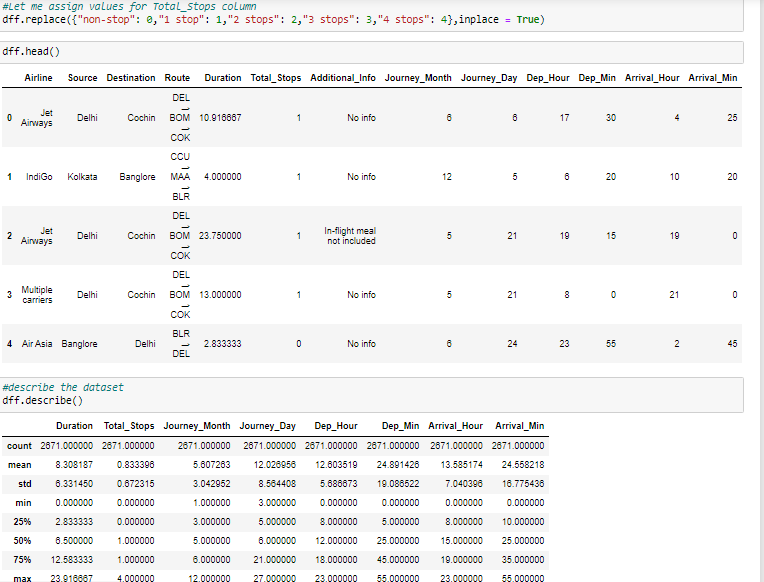 #Let me assign values for Total_Stops column
dff.replace({"non-stop": 0,"1 stop": 1,"2 stops": 2,"3 stops": 3,"4 stops": 4},inplace = True)
dff.head()
Airline Source Destination Route Duration Total_Stops Additional_Info Journey_Month Journey_Day Dep_Hour Dep_Min Arrival_Hour Arrival_Min
0 Jet Airways Delhi Cochin DEL → BOM → COK 10.916667 1 No info 6 6 17 30 4 25
1 IndiGo Kolkata Banglore CCU → MAA → BLR 4.000000 1 No info 12 5 6 20 10 20
2 Jet Airways Delhi Cochin DEL → BOM → COK 23.750000 1 In-flight meal not included 5 21 19 15 19 0
3 Multiple carriers Delhi Cochin DEL → BOM → COK 13.000000 1 No info 5 21 8 0 21 0
4 Air Asia Banglore Delhi BLR → DEL 2.833333 0 No info 6 24 23 55 2 45
#describe the dataset
dff.describe()
Duration Total_Stops Journey_Month Journey_Day Dep_Hour Dep_Min Arrival_Hour Arrival_Min
count 2671.000000 2671.000000 2671.000000 2671.000000 2671.000000 2671.000000 2671.000000 2671.000000
mean 8.308187 0.833396 5.607263 12.026956 12.603519 24.891426 13.585174 24.558218
std 6.331450 0.672315 3.042952 8.564408 5.686673 19.086522 7.040396 16.775436
min 0.000000 0.000000 1.000000 3.000000 0.000000 0.000000 0.000000 0.000000
25% 2.833333 0.000000 3.000000 5.000000 8.000000 5.000000 8.000000 10.000000
50% 6.500000 1.000000 5.000000 6.000000 12.000000 25.000000 15.000000 25.000000
75% 12.583333 1.000000 6.000000 21.000000 18.000000 45.000000 19.000000 35.000000
max 23.916667 4.000000 12.000000 27.000000 23.000000 55.000000 23.000000 55.000000